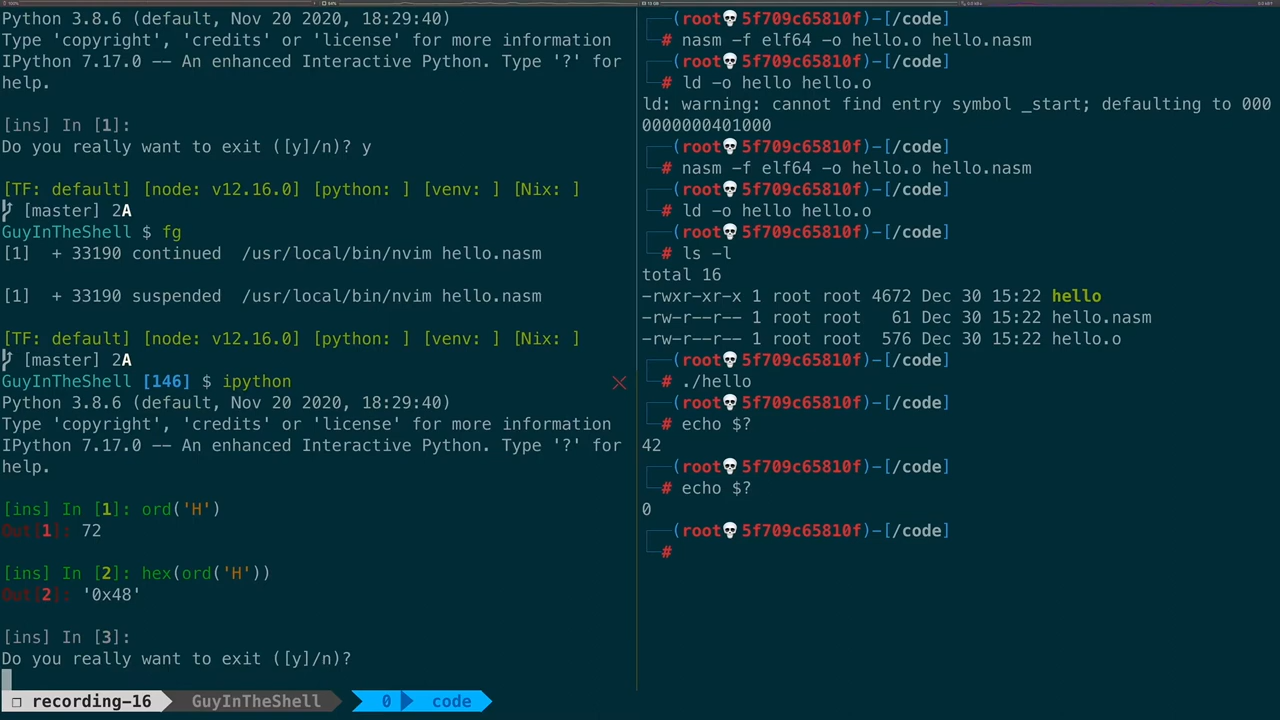 Python 3.8.6 (default, Nov 20 2020, 18:29:40)
Type 'copyright', 'credits' or 'license' for more information
IPython 7.17.0 -- An enhanced Interactive Python. Type '?' for
help.
[ins] In [1]:
Do you really want to exit ([y]/n)? y
[TF: default] [node: v12.16.0] [python: ] [venv: ] [Nix: ]
[master] 2A
GuyInTheShell $ fg
[1]  + 33190 continued  /usr/local/bin/nvim hello.nasm
[1]  + 33190 suspended  /usr/local/bin/nvim hello.nasm
[TF: default] [node: v12.16.0] [python: ] [venv: ] [Nix: ]
[master] 2A
GuyInTheShell [146] $ ipython
Python 3.8.6 (default, Nov 20 2020, 18:29:40)
Type 'copyright', 'credits' or 'license' for more information
IPython 7.17.0 -- An enhanced Interactive Python. Type '?' for
help.
[ins] In [1]: ord('H')
Out[1]: 72
[ins] In [2]: hex(ord('H'))
Out[2]: '0x48'
[ins] In [3]:
Do you really want to exit ([y]/n)?
(root💀5f709c65810f)-[/code]
# nasm -f elf64 -o hello.o hello.nasm
(root💀5f709c65810f)-[/code]
# ld -o hello hello.o
ld: warning: cannot find entry symbol _start; defaulting to 000
0000000401000
(root💀5f709c65810f)-[/code]
# nasm -f elf64 -o hello.o hello.nasm
(root💀5f709c65810f)-[/code]
# ld -o hello hello.o
(root💀5f709c65810f)-[/code]
# ls -l
total 16
-rwxr-xr-x 1 root root 4672 Dec 30 15:22 hello
-rw-r--r-- 1 root root   61 Dec 30 15:22 hello.nasm
-rw-r--r-- 1 root root  576 Dec 30 15:22 hello.o
(root💀5f709c65810f)-[/code]
# ./hello
(root💀5f709c65810f)-[/code]
# echo $?
42
(root💀5f709c65810f)-[/code]
# echo $?
0
(root💀5f709c65810f)-[/code]
#
recording-16 GuyInTheShell 0 code